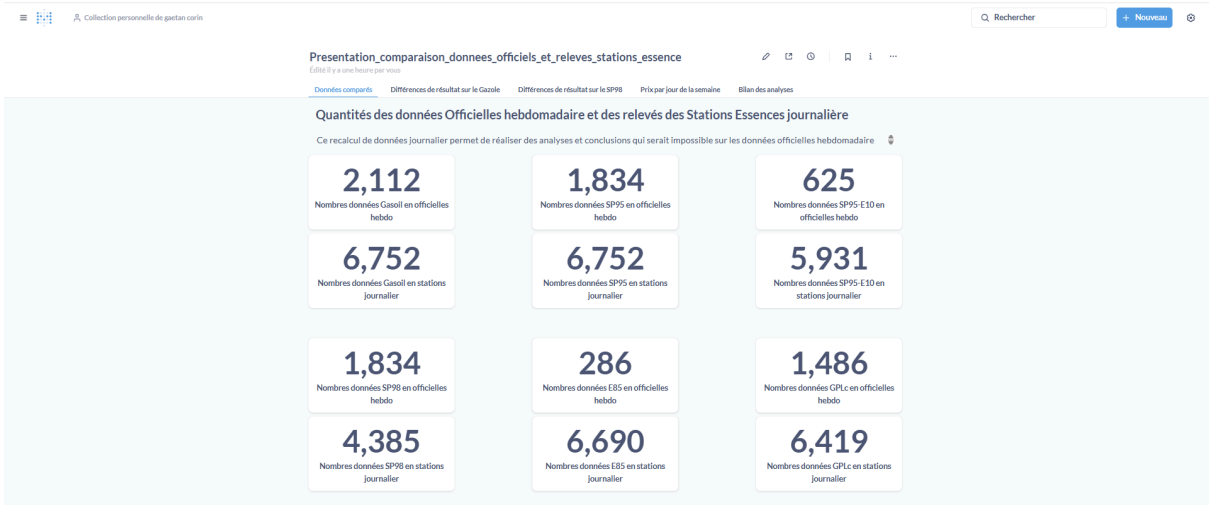 Collection personnelle de gaetan corin
Rechercher
+ Nouveau
Presentation_comparaison_donnees_officiels_et_releves_stations_essence
Édité il y a une heure par vous
Données comparés
Différences de résultat sur le Gazole
Différences de résultat sur le SP98
Prix par jour de la semaine
Bilan des analyses
Quantités des données Officielles hebdomadaire et des relevés des Stations Essences journalière
Ce recalcul de données journalier permet de réaliser des analyses et conclusions qui serait impossible sur les données officielles hebdomadaire
2,112
Nombres données Gasoil en officielles
hebdo
1,834
Nombres données SP95 en officielles
hebdo
625
Nombres données SP95-E10 en
officielles hebdo
6,752
Nombres données Gasoil en stations
journalier
6,752
Nombres données SP95 en stations
journalier
5,931
Nombres données SP95-E10 en
stations journalier
1,834
Nombres données SP98 en officielles
hebdo
286
Nombres données E85 en officielles
hebdo
1,486
Nombres données GPLc en officielles
hebdo
4,385
Nombres données SP98 en stations
journalier
6,690
Nombres données E85 en stations
journalier
6,419
Nombres données GPLc en stations
journalier